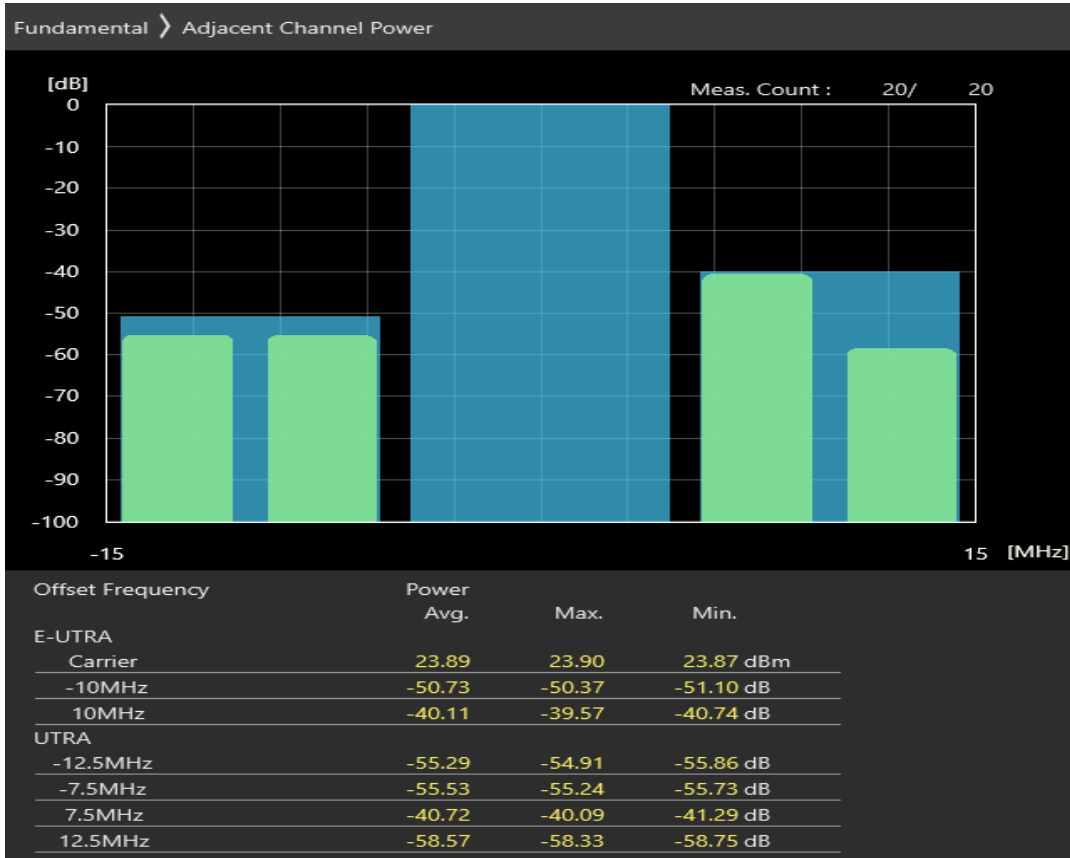 Fundamental ❯ Adjacent Channel Power
[dB]
Meas. Count : 20/ 20
0
-10
-20
-30
-40
-50
-60
-70
-80
-90
-100
-15 15 [MHz]
Offset Frequency Power
Avg. Max. Min.
E-UTRA
Carrier 23.89 23.90 23.87 dBm
-10MHz -50.73 -50.37 -51.10 dB
10MHz -40.11 -39.57 -40.74 dB
UTRA
-12.5MHz -55.29 -54.91 -55.86 dB
-7.5MHz -55.53 -55.24 -55.73 dB
7.5MHz -40.72 -40.09 -41.29 dB
12.5MHz -58.57 -58.33 -58.75 dB